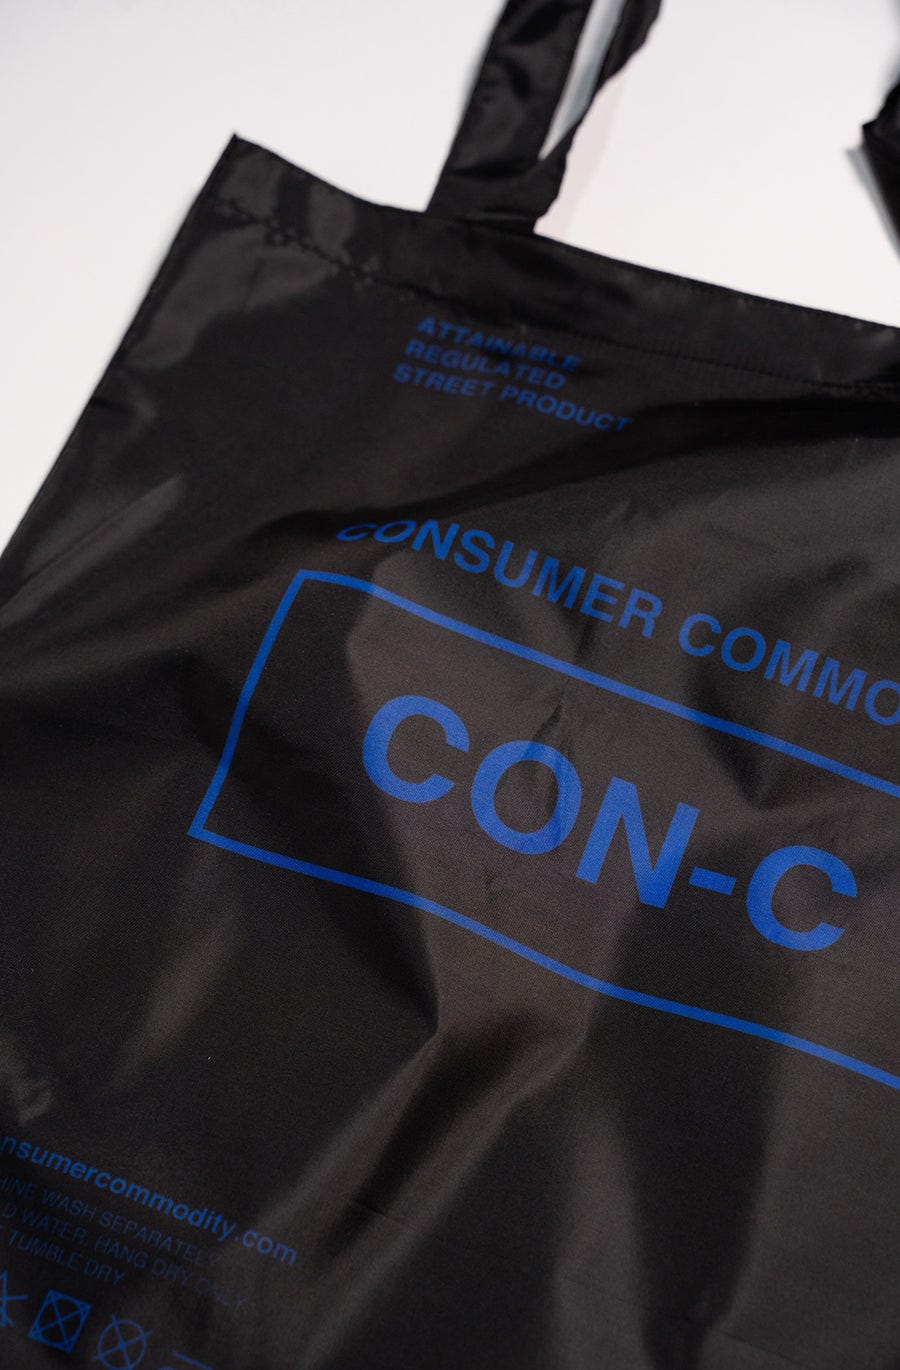 ATTAINABLE
REGULATED
STREET PRODUCT
CONSUMER COMMO
CON-C
nsumercommodity.com
HINE WASH SEPARATELY
D WATER, HANG DRY ONLY
TUMBLE DRY